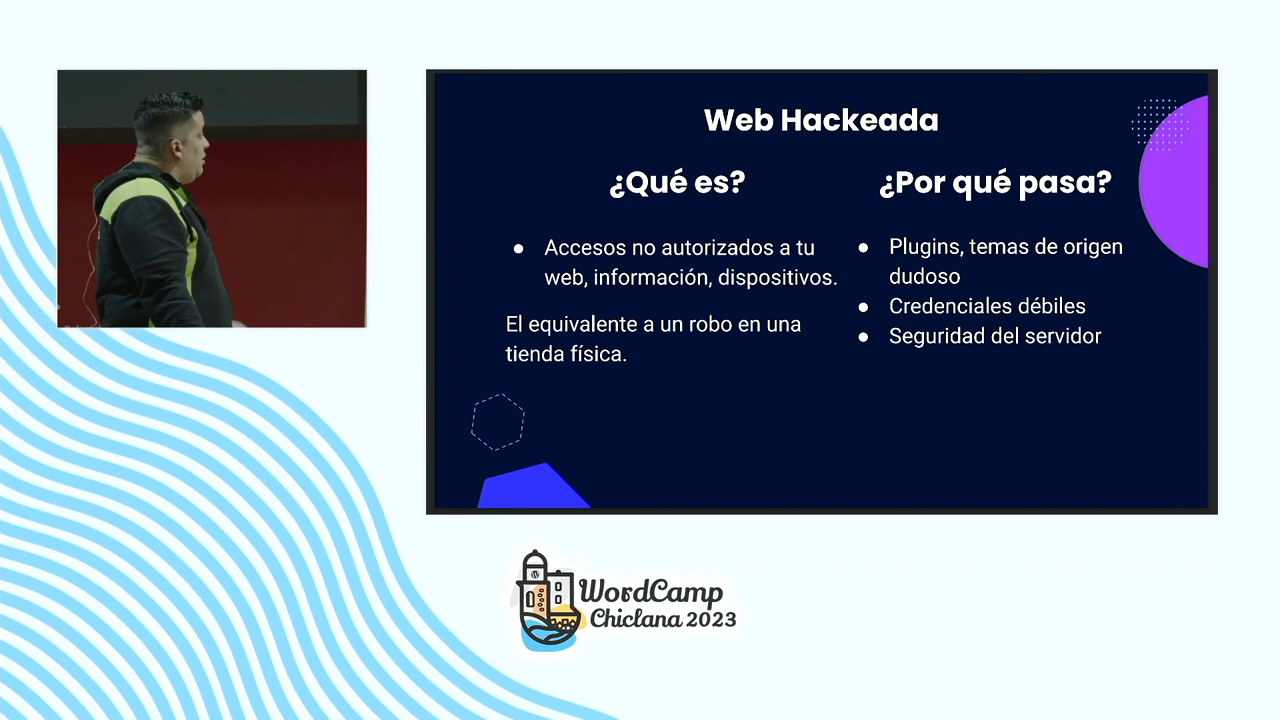 Web Hackeada
¿Qué es?
● Accesos no autorizados a tu
web, información, dispositivos.
El equivalente a un robo en una
tienda física.
¿Por qué pasa?
● Plugins, temas de origen
dudoso
● Credenciales débiles
● Seguridad del servidor
WordCamp
Chiclana 2023